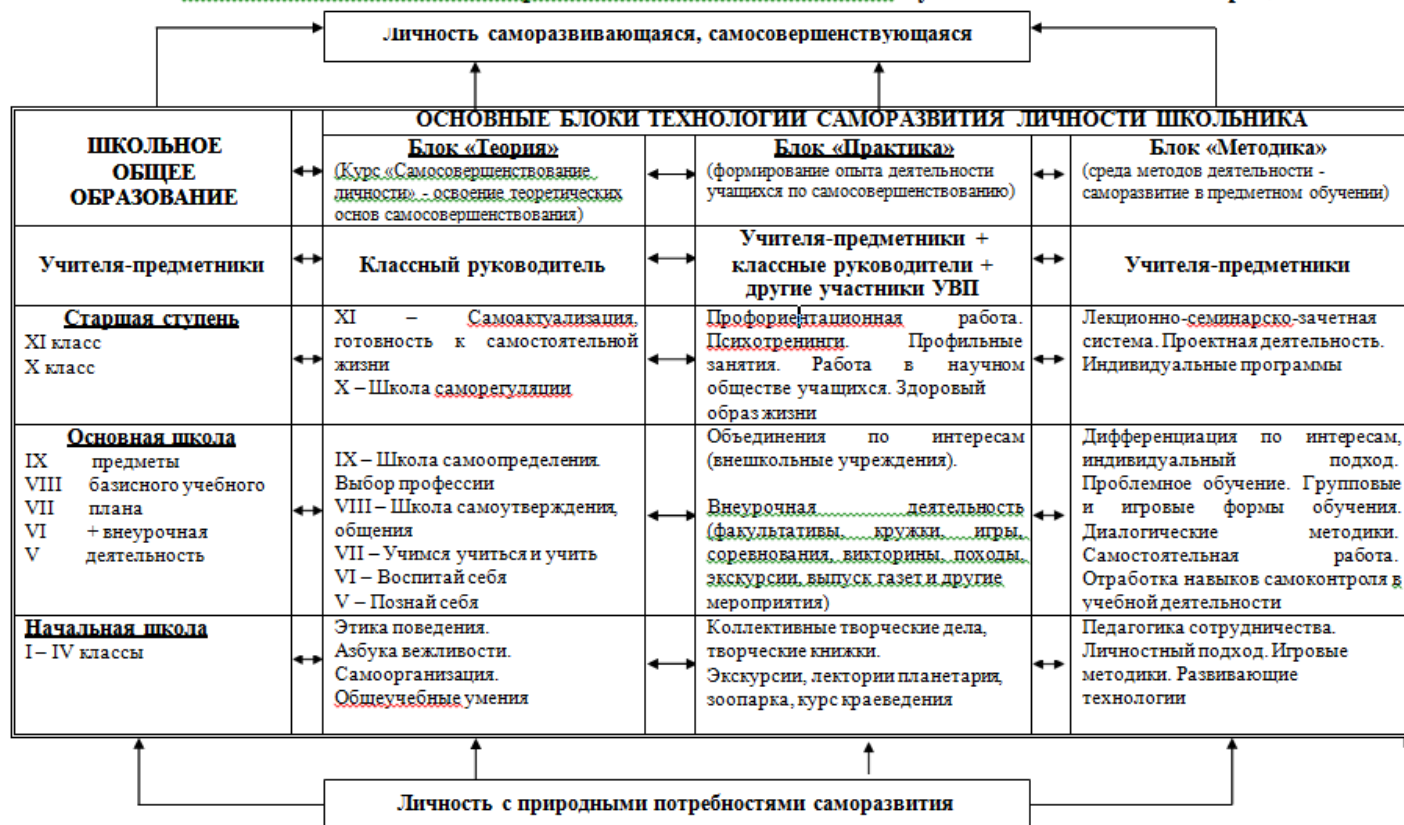 Личность саморазвивающаяся, самосовершенствующаяся
ШКОЛЬНОЕ
ОБЩЕЕ
ОБРАЗОВАНИЕ
ОСНОВНЫЕ БЛОКИ ТЕХНОЛОГИИ САМОРАЗВИТИЯ ЛИЧНОСТИ ШКОЛЬНИКА
Блок «Теория»
(Курс «Самосовершенствование
личности» - освоение теоретических
основ самосовершенствования)
Блок «Практика»
(формирование опыта деятельности
учащихся по самосовершенствованию)
Блок «Методика»
(среда методов деятельности -
саморазвитие в предметном обучении)
Учителя-предметники
Классный руководитель
Учителя-предметники +
классные руководители +
другие участники УВП
Учителя-предметники
Старшая ступень
XI класс
X класс
XI – Самоактуализация,
готовность к самостоятельной
жизни
X – Школа саморегуляции
Профориентационная работа.
Психотренинги. Профильные
занятия. Работа в научном
обществе учащихся. Здоровый
образ жизни
Лекционно-семинарско-зачетная
система. Проектная деятельность.
Индивидуальные программы
Основная школа
IX предметы
VIII базисного учебного
VII плана
VI + внеурочная
V деятельность
IX – Школа самоопределения.
Выбор профессии
VIII – Школа самоутверждения,
общения
VII – Учимся учиться и учить
VI – Воспитай себя
V – Познай себя
Объединения по интересам
(внешкольные учреждения).
Внеурочная деятельность
(факультативы, кружки, игры,
соревнования, викторины, походы,
экскурсии, выпуск газет и другие
мероприятия)
Дифференциация по интересам,
индивидуальный подход.
Проблемное обучение. Групповые
и игровые формы обучения.
Диалогические методики.
Самостоятельная работа.
Отработка навыков самоконтроля в
учебной деятельности
Начальная школа
I – IV классы
Этика поведения.
Азбука вежливости.
Самоорганизация.
Общеучебные умения
Коллективные творческие дела,
творческие книжки.
Экскурсии, лектории планетария,
зоопарка, курс краеведения
Педагогика сотрудничества.
Личностный подход. Игровые
методики. Развивающие
технологии
Личность с природными потребностями саморазвития